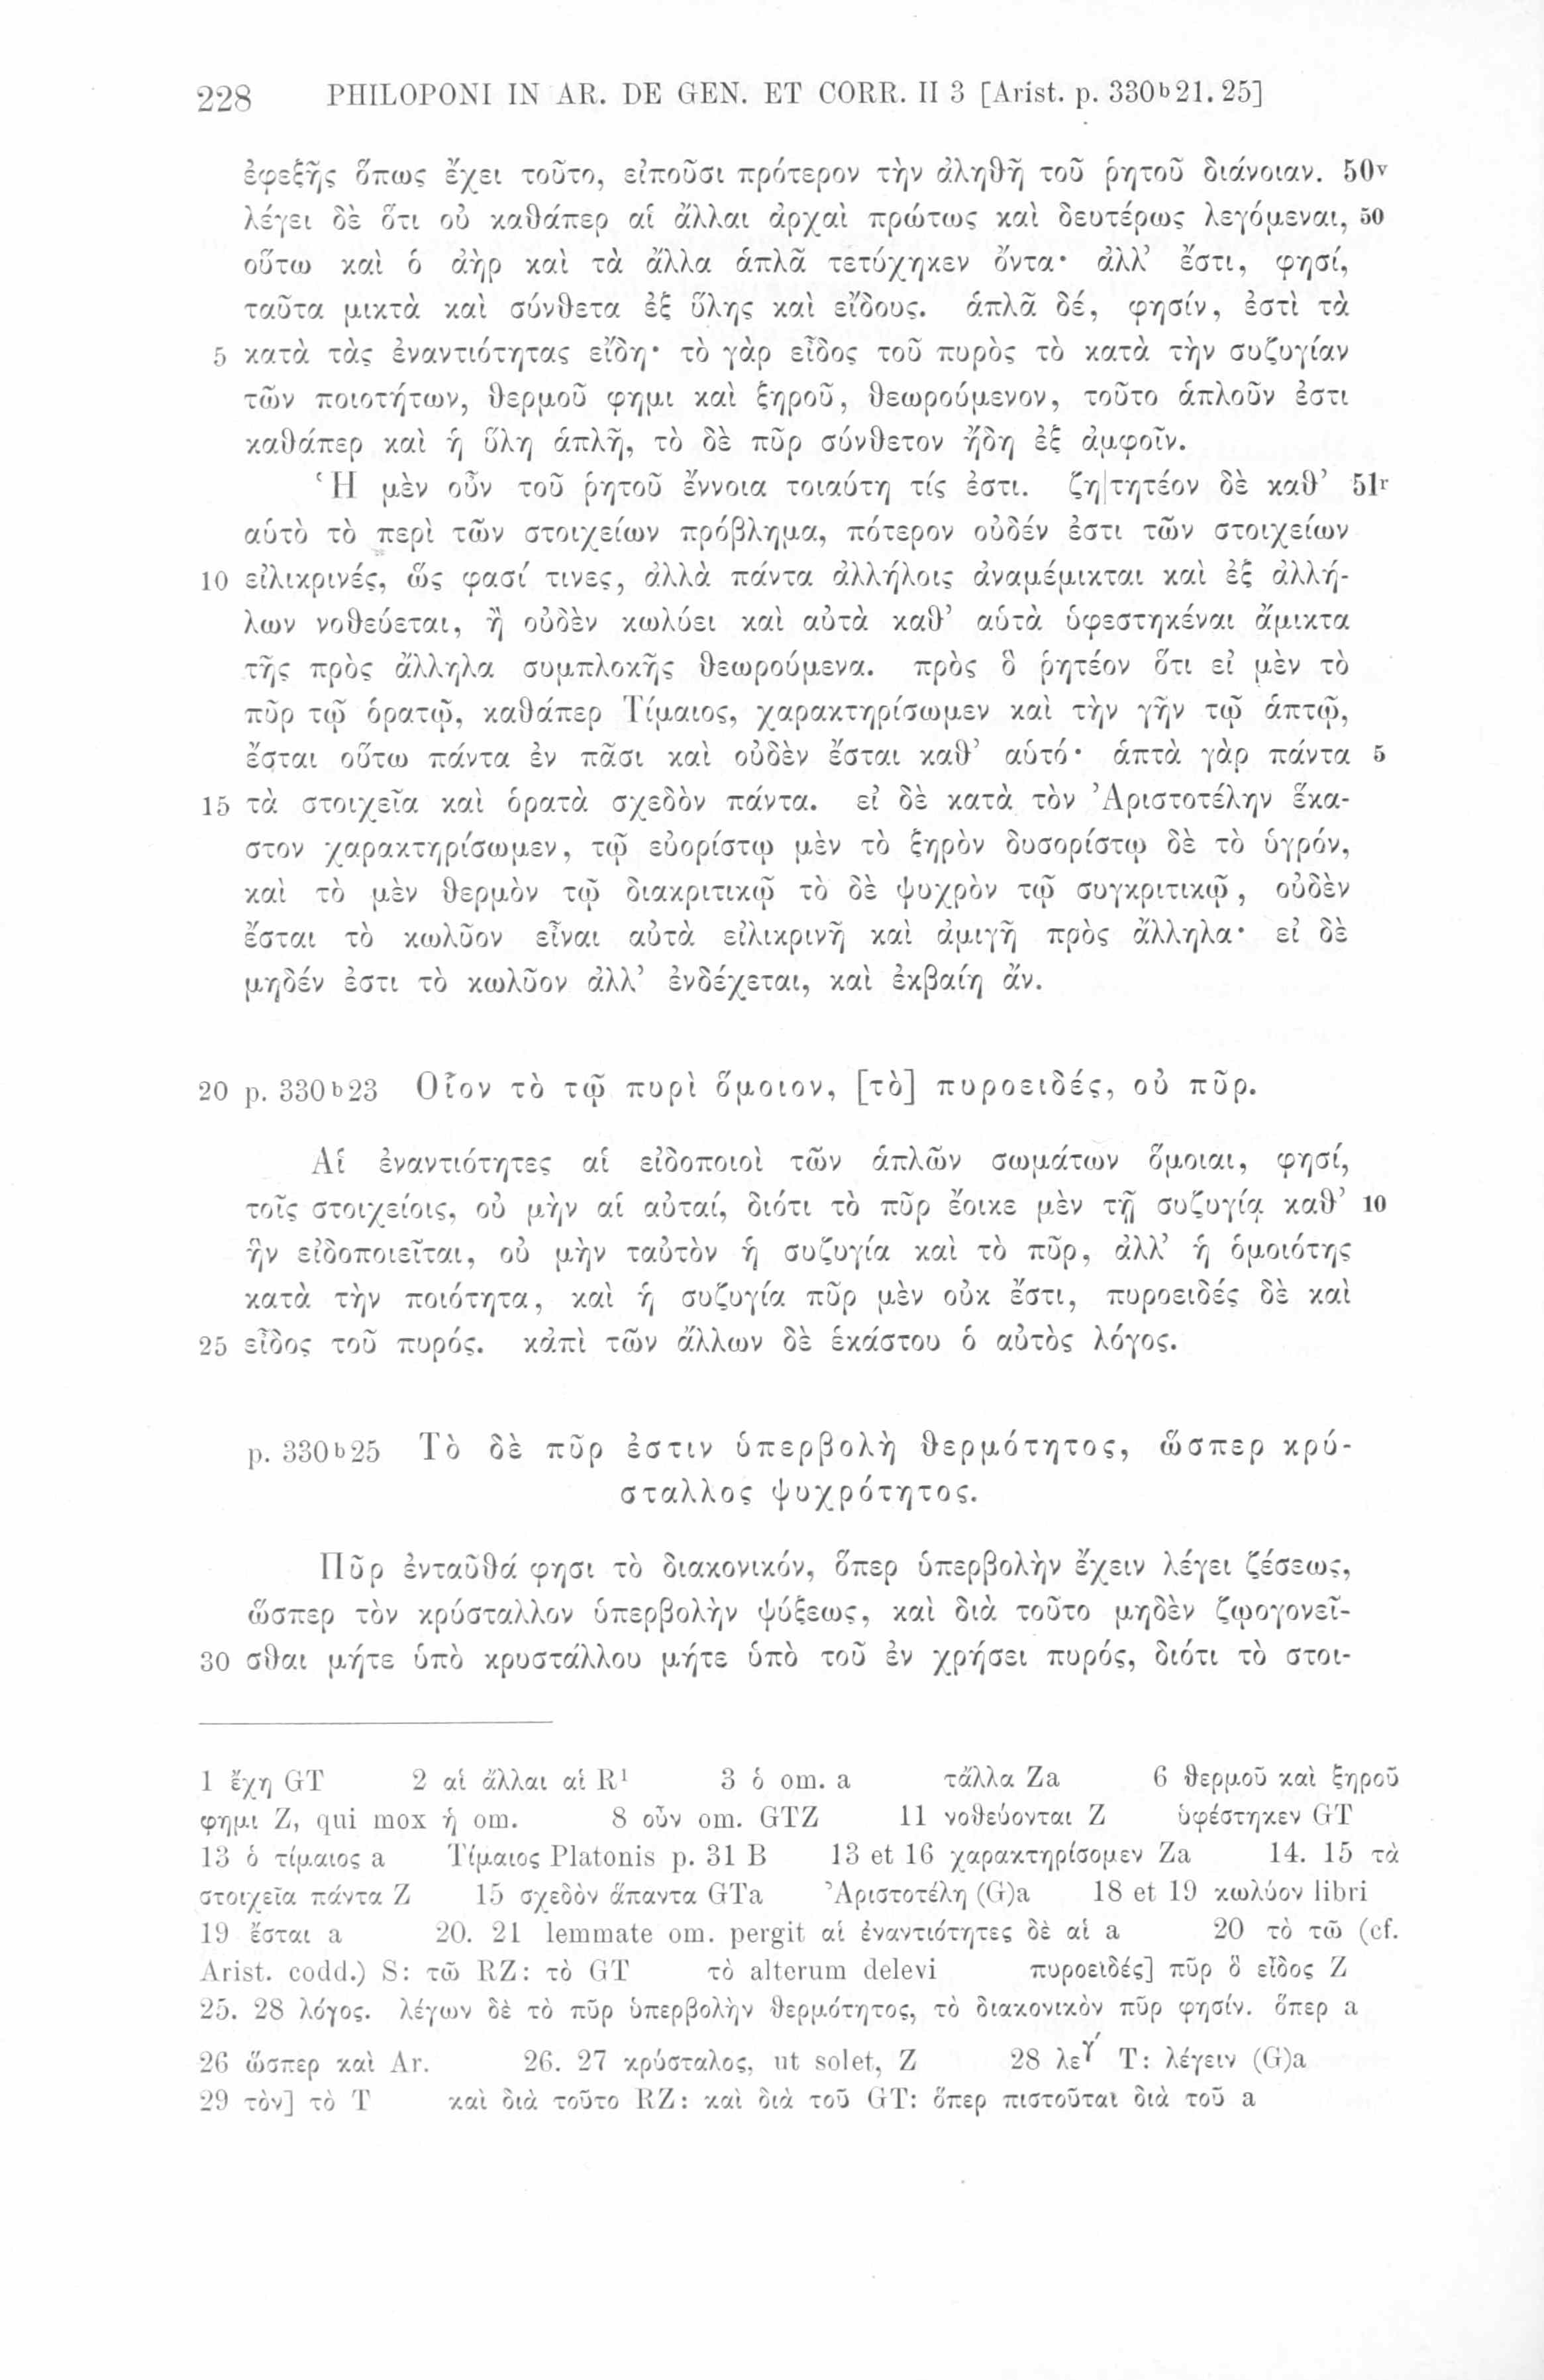 228 PHILOPONI IN AR. DE GEN. ET CORR. II 3 [Arist. p. 330b21. 25]
ἐφεξῆς ὅπως ἔχει τοῦτο, εἰποῦσι πρότερον τὴν ἀληθῆ τοῦ ῥητοῦ διάνοιαν. 50v
λέγει δὲ ὅτι οὐ καθάπερ αἱ ἄλλαι ἀρχαὶ πρώτως καὶ δευτέρως λεγόμεναι, 50
οὕτω καὶ ὁ ἀὴρ καὶ τὰ ἄλλα ἁπλᾶ τετύχηκεν ὄντα· ἀλλ’ ἔστι, φησί,
ταῦτα μικτὰ καὶ σύνθετα ἐξ ὕλης καὶ εἴδους. ἁπλᾶ δέ, φησίν, ἐστὶ τὰ
5 κατὰ τὰς ἐναντιότητας εἴδη· τὸ γὰρ εἶδος τοῦ πυρὸς τὸ κατὰ τὴν συζυγίαν
τῶν ποιοτήτων, θερμοῦ φημι καὶ ξηροῦ, θεωρούμενον, τοῦτο ἁπλοῦν ἐστι
καθάπερ καὶ ἡ ὕλη ἁπλῆ, τὸ δὲ πῦρ σύνθετον ἤδη ἐξ ἀμφοῖν.
Ἡ μὲν οὖν τοῦ ῥητοῦ ἔννοια τοιαύτη τίς ἐστι. ζη|τητέον δὲ καθ’ 51r
αὑτὸ τὸ περὶ τῶν στοιχείων πρόβλημα, πότερον οὐδέν ἐστι τῶν στοιχείων
10 εἰλικρινές, ὥς φασί τινες, ἀλλὰ πάντα ἀλλήλοις ἀναμέμικται καὶ ἐξ ἀλλή-
λων νοθεύεται, ἢ οὐδὲν κωλύει καὶ αὐτὰ καθ’ αὑτὰ ὑφεστηκέναι ἄμικτα
τῆς πρὸς ἄλληλα συμπλοκῆς θεωρούμενα. πρὸς ὃ ῥητέον ὅτι εἰ μὲν τὸ
πῦρ τῷ ὁρατῷ, καθάπερ Τίμαιος, χαρακτηρίσωμεν καὶ τὴν γῆν τῷ ἁπτῷ,
ἔσται οὕτω πάντα ἐν πᾶσι καὶ οὐδὲν ἔσται καθ’ αὑτό· ἁπτὰ γὰρ πάντα 5
15 τὰ στοιχεῖα καὶ ὁρατὰ σχεδὸν πάντα. εἰ δὲ κατὰ τὸν Ἀριστοτέλην ἕκα-
στον χαρακτηρίσωμεν, τῷ εὐορίστῳ μὲν τὸ ξηρὸν δυσορίστῳ δὲ τὸ ὑγρόν,
καὶ τὸ μὲν θερμὸν τῷ διακριτικῷ τὸ δὲ ψυχρὸν τῷ συγκριτικῷ, οὐδὲν
ἔσται τὸ κωλῦον εἶναι αὐτὰ εἰλικρινῆ καὶ ἀμιγῆ πρὸς ἄλληλα· εἰ δὲ
μηδέν ἐστι τὸ κωλῦον ἀλλ’ ἐνδέχεται, καὶ ἐκβαίη ἄν.
20 p. 330b23 Οἷον τὸ τῷ πυρὶ ὅμοιον, [τὸ] πυροειδές, οὐ πῦρ.
Αἱ ἐναντιότητες αἱ εἰδοποιοὶ τῶν ἁπλῶν σωμάτων ὅμοιαι, φησί,
τοῖς στοιχείοις, οὐ μὴν αἱ αὐταί, διότι τὸ πῦρ ἔοικε μὲν τῇ συζυγίᾳ καθ’ 10
ἣν εἰδοποιεῖται, οὐ μὴν ταὐτὸν ἡ συζυγία καὶ τὸ πῦρ, ἀλλ’ ἡ ὁμοιότης
κατὰ τὴν ποιότητα, καὶ ἡ συζυγία πῦρ μὲν οὐκ ἔστι, πυροειδές δὲ καὶ
25 εἶδος τοῦ πυρός. κἀπὶ τῶν ἄλλων δὲ ἑκάστου ὁ αὐτὸς λόγος.
p. 330b25 Τὸ δὲ πῦρ ἐστιν ὑπερβολὴ θερμότητος, ὥσπερ κρύ-
σταλλος ψυχρότητος.
Πῦρ ἐνταῦθά φησι τὸ διακονικόν, ὅπερ ὑπερβολὴν ἔχειν λέγει ζέσεως,
ὥσπερ τὸν κρύσταλλον ὑπερβολὴν ψύξεως, καὶ διὰ τοῦτο μηδὲν ζῳογονεῖ-
30 σθαι μήτε ὑπὸ κρυστάλλου μήτε ὑπὸ τοῦ ἐν χρήσει πυρός, διότι τὸ στοι-
1 ἔχῃ GT 2 αἱ ἄλλαι αἱ R1 3 ὁ om. a τἄλλα Za 6 θερμοῦ καὶ ξηροῦ
φημι Z, qui mox ἡ om. 8 οὖν om. GTZ 11 νοθεύονται Z ὑφέστηκεν GT
13 ὁ τίμαιος a Τίμαιος Platonis p. 31 B 13 et 16 χαρακτηρίσομεν Za 14. 15 τὰ
στοιχεῖα πάντα Z 15 σχεδὸν ἅπαντα GTa Ἀριστοτέλη (G)a 18 et 19 κωλύον libri
19 ἔσται a 20. 21 lemmate om. pergit αἱ ἐναντιότητες δὲ αἱ a 20 τὸ τῶ (cf.
Arist. codd.) S: τῶ RZ: τὸ GT τὸ alterum delevi πυροειδές] πῦρ ὃ εἶδος Z
25. 28 λόγος. λέγων δὲ τὸ πῦρ ὑπερβολὴν θερμότητος, τὸ διακονικὸν πῦρ φησίν. ὅπερ a
26 ὥσπερ καὶ Ar. 26. 27 κρύσταλος, ut solet, Z 28 λεγ́ T: λέγειν (G)a
29 τὸν] τὸ T καὶ διὰ τοῦτο RZ: καὶ διὰ τοῦ GT: ὅπερ πιστοῦται διὰ τοῦ a